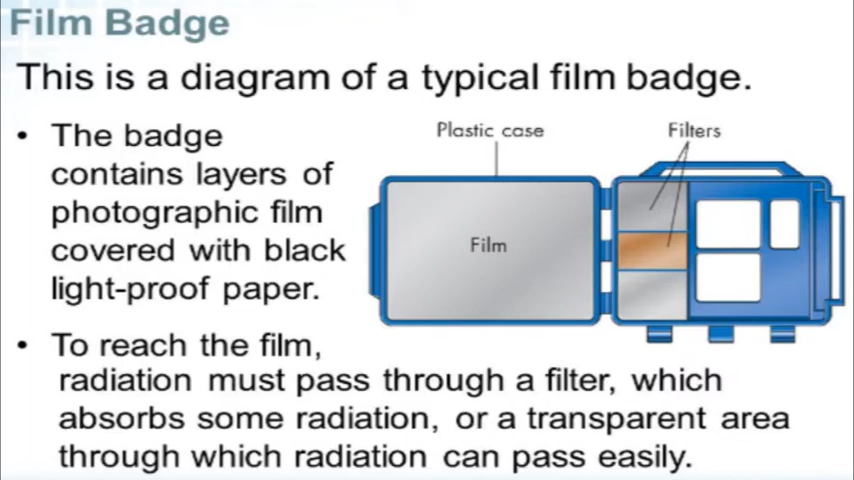 Film Badge
This is a diagram of a typical film badge.
• The badge
contains layers of
photographic film
covered with black
light-proof paper.
• To reach the film,
radiation must pass through a filter, which
absorbs some radiation, or a transparent area
through which radiation can pass easily.
Plastic case
Filters
Film